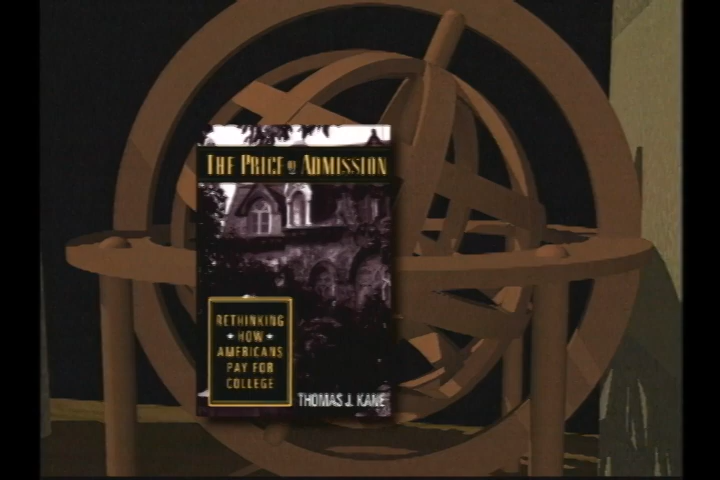 THE PRICE OF ADMISSION
RETHINKING
HOW
AMERICANS
PAY FOR
COLLEGE
THOMAS J. KANE